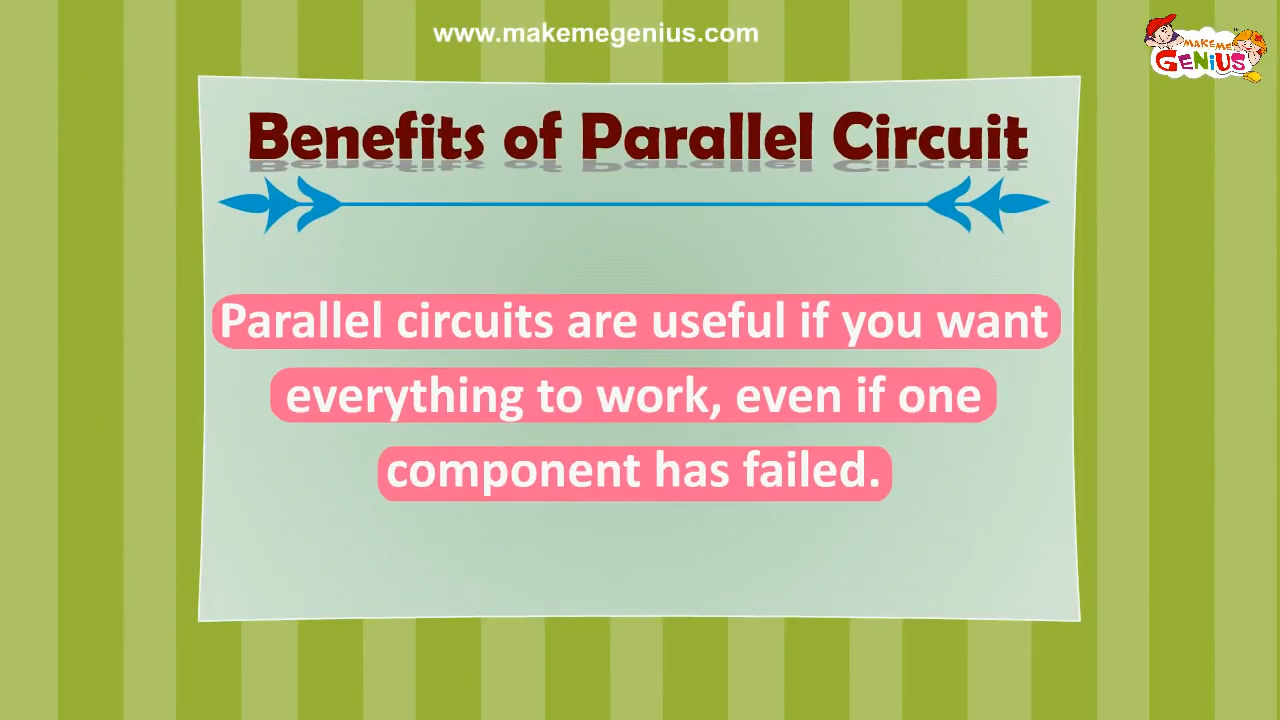 www.makemegenius.com
MAKE ME
GENiUS
Benefits of Parallel Circuit
Parallel circuits are useful if you want
everything to work, even if one
component has failed.